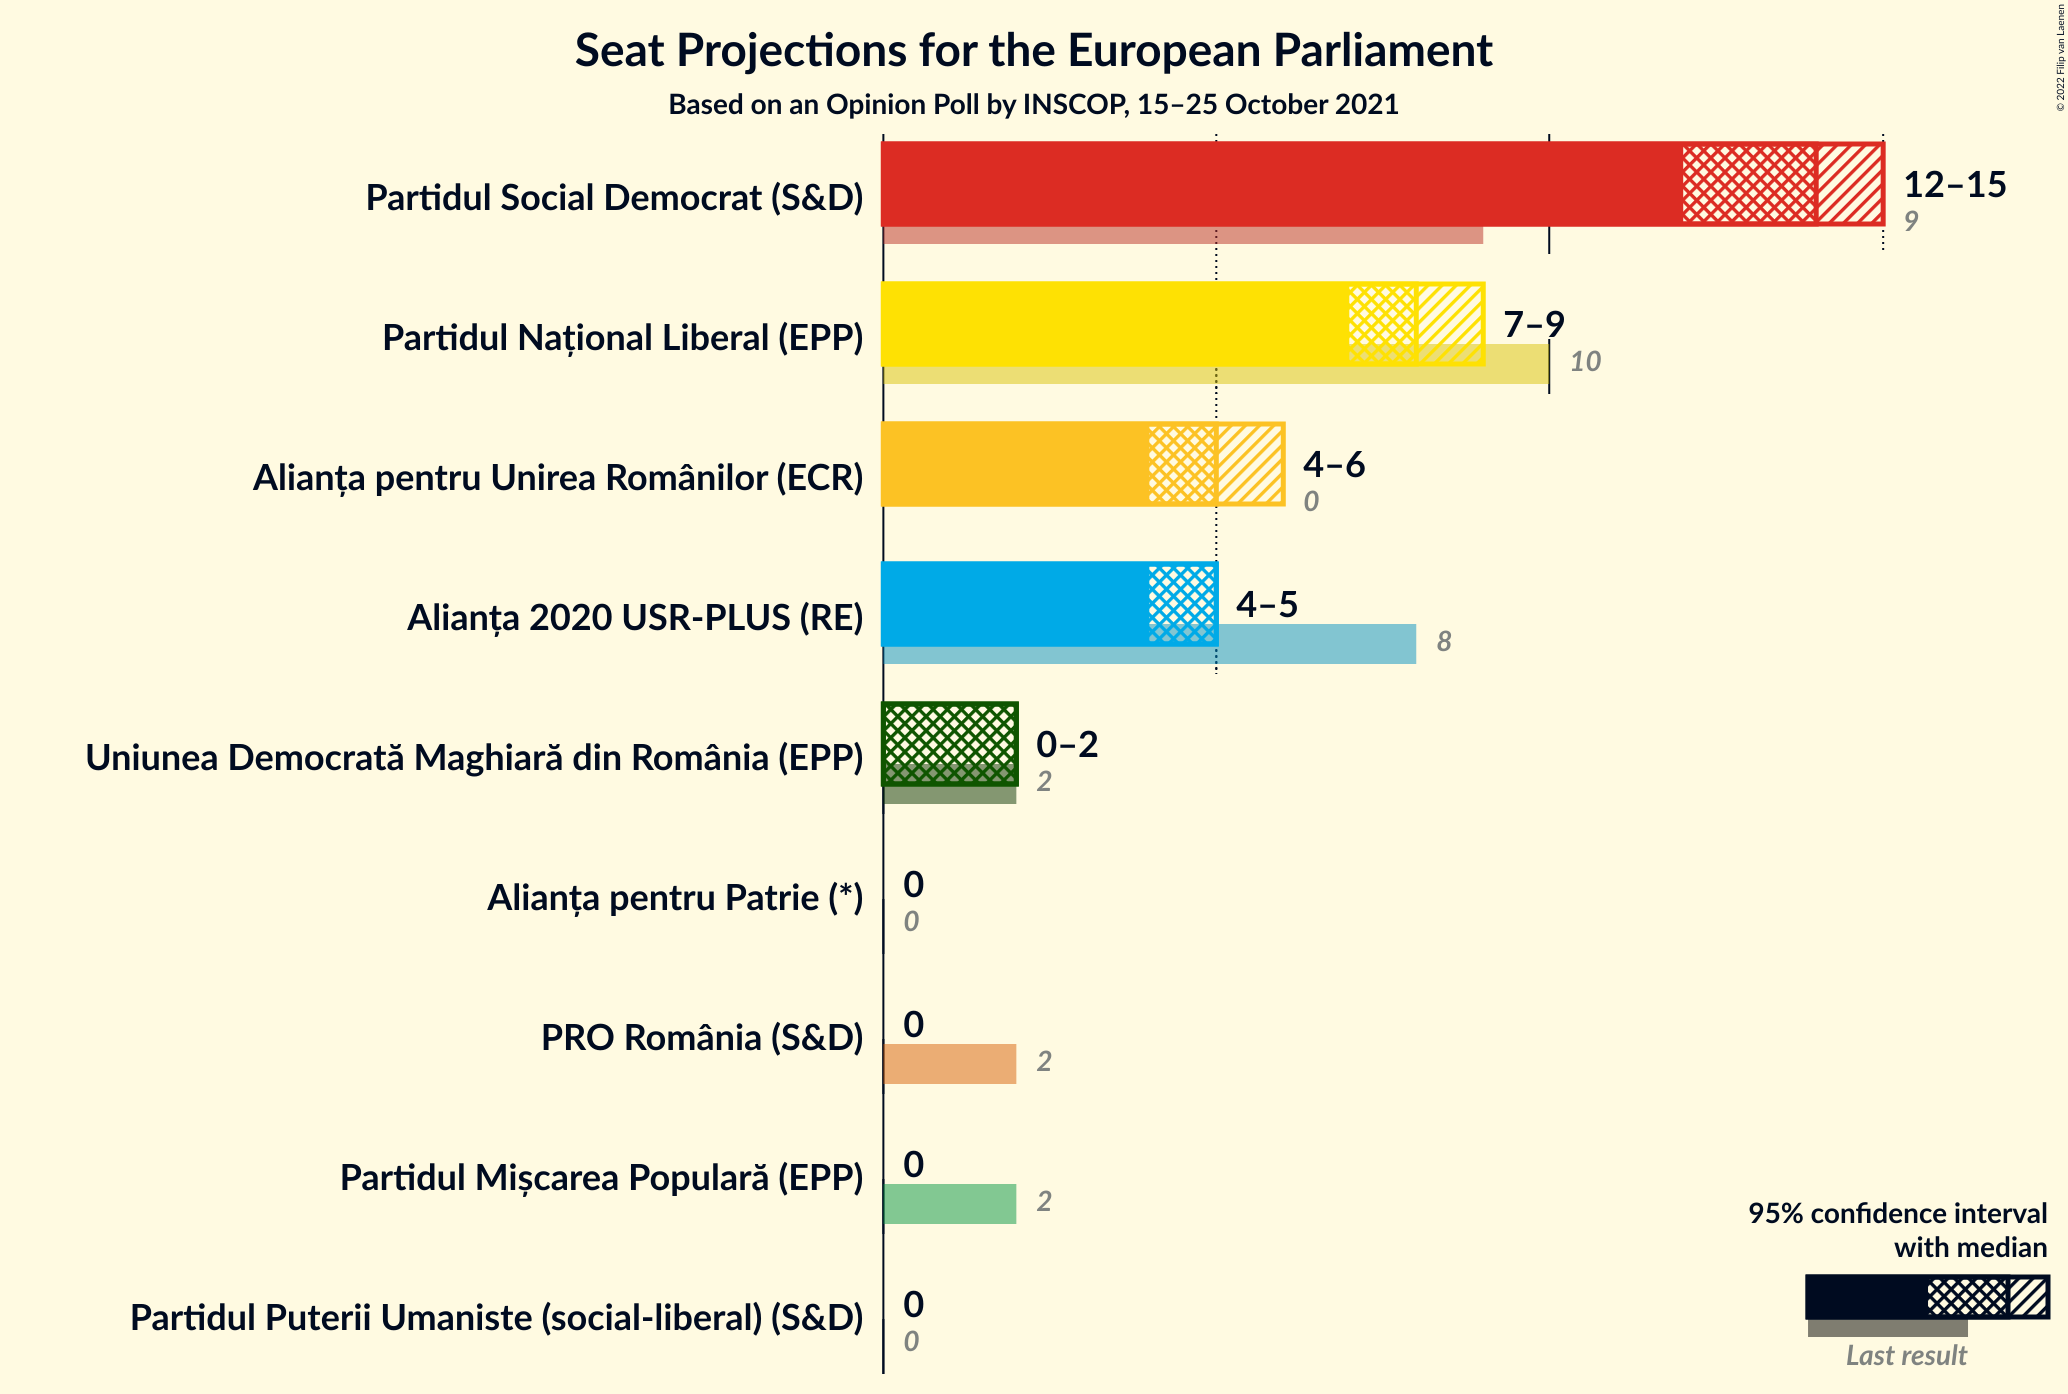 Seat Projections for the European Parliament
Based on an Opinion Poll by INSCOP, 15–25 October 2021
© 2022 Filip van Laenen
Partidul Social Democrat (S&D)
12–15
9
Partidul Național Liberal (EPP)
7–9
10
Alianța pentru Unirea Românilor (ECR)
4–6
0
Alianța 2020 USR-PLUS (RE)
4–5
8
Uniunea Democrată Maghiară din România (EPP)
0–2
2
Alianța pentru Patrie (*)
0
0
PRO România (S&D)
0
2
Partidul Mișcarea Populară (EPP)
0
2
Partidul Puterii Umaniste (social-liberal) (S&D)
0
0
95% confidence interval
with median
Last result